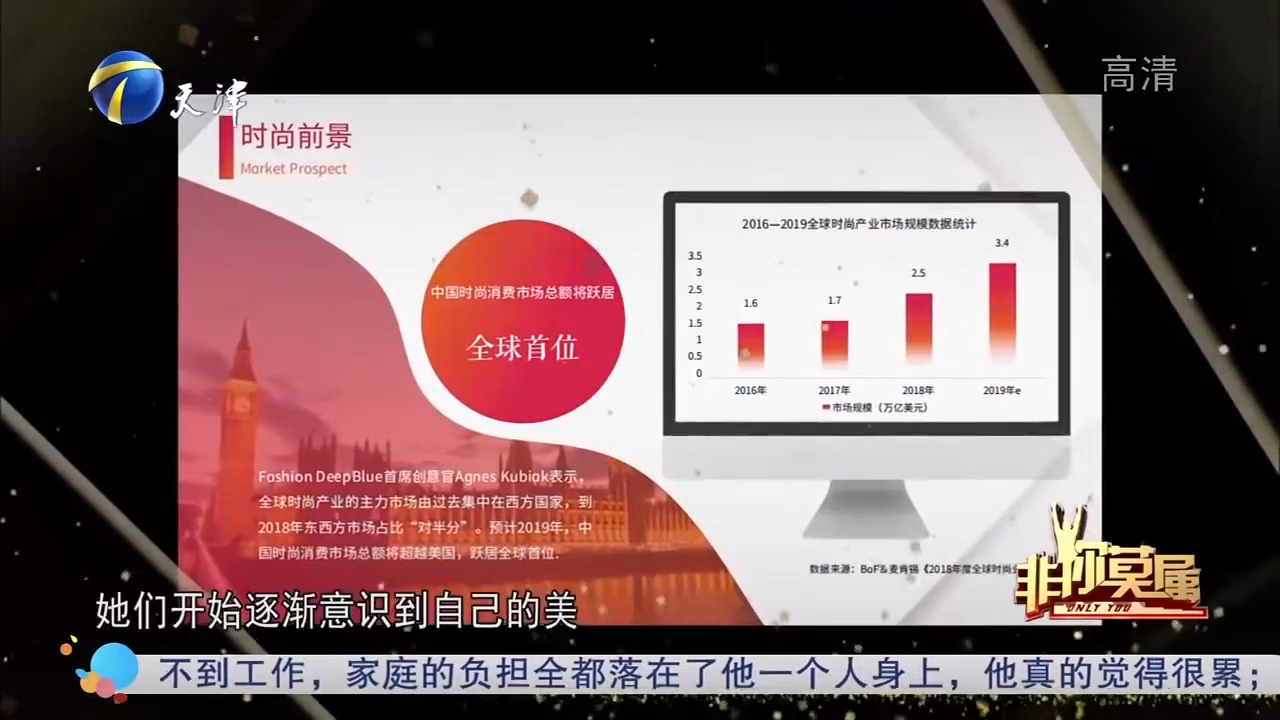 天津
高清
时尚前景
Market Prospect
中国时尚消费市场总额将跃居
全球首位
2016—2019全球时尚产业市场规模数据统计
3.5
3
2.5
2
1.5
1
0.5
0
1.6
1.7
2.5
3.4
2016年
2017年
2018年
2019年e
市场规模（万亿美元）
Fashion DeepBlue首席创意官Agnes Kubiak表示，
全球时尚产业的主力市场由过去集中在西方国家，到
2018年东西方市场占比“对半分”。预计2019年，中
国时尚消费市场总额将超越美国，跃居全球首位.
数据来源：BoF&麦肯锡《2018年度全球时尚业
非你莫属
ONLY YOU
她们开始逐渐意识到自己的美
不到工作，家庭的负担全都落在了他一个人身上，他真的觉得很累；